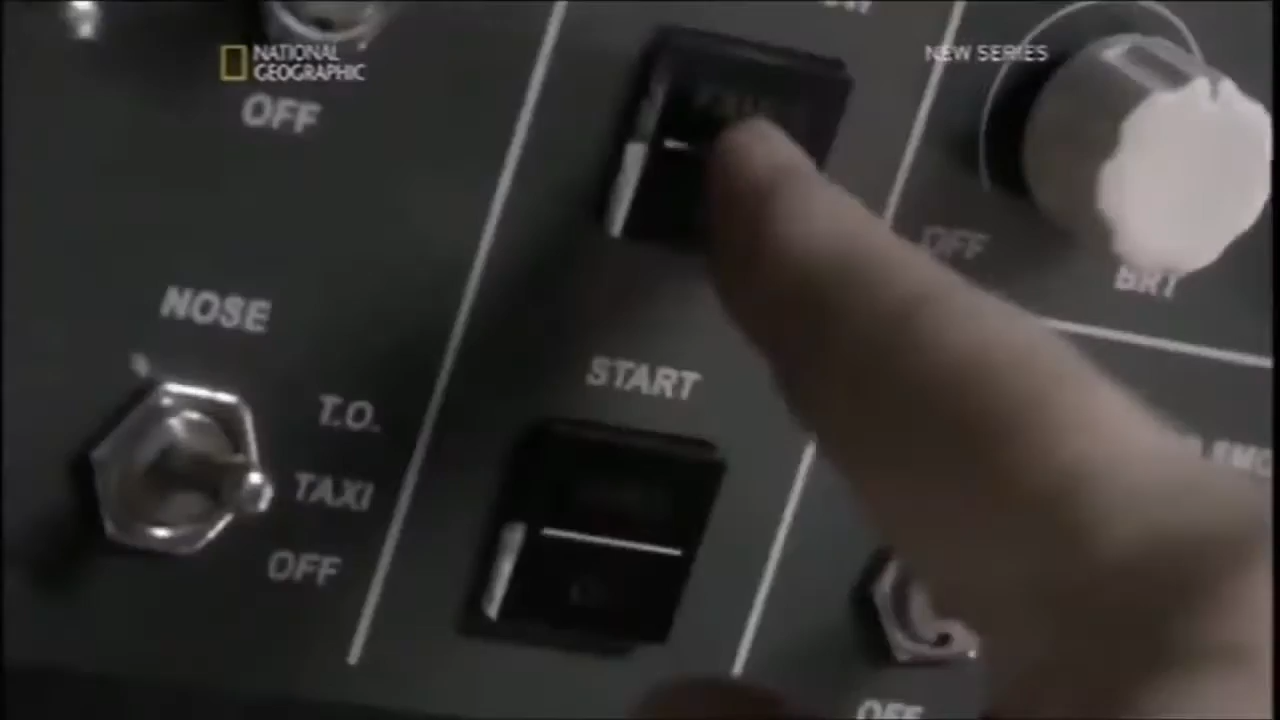 NATIONAL
GEOGRAPHIC
NEW SERIES
OFF
OFF
BRT
NOSE
START
T.O.
TAXI
OFF
OFF